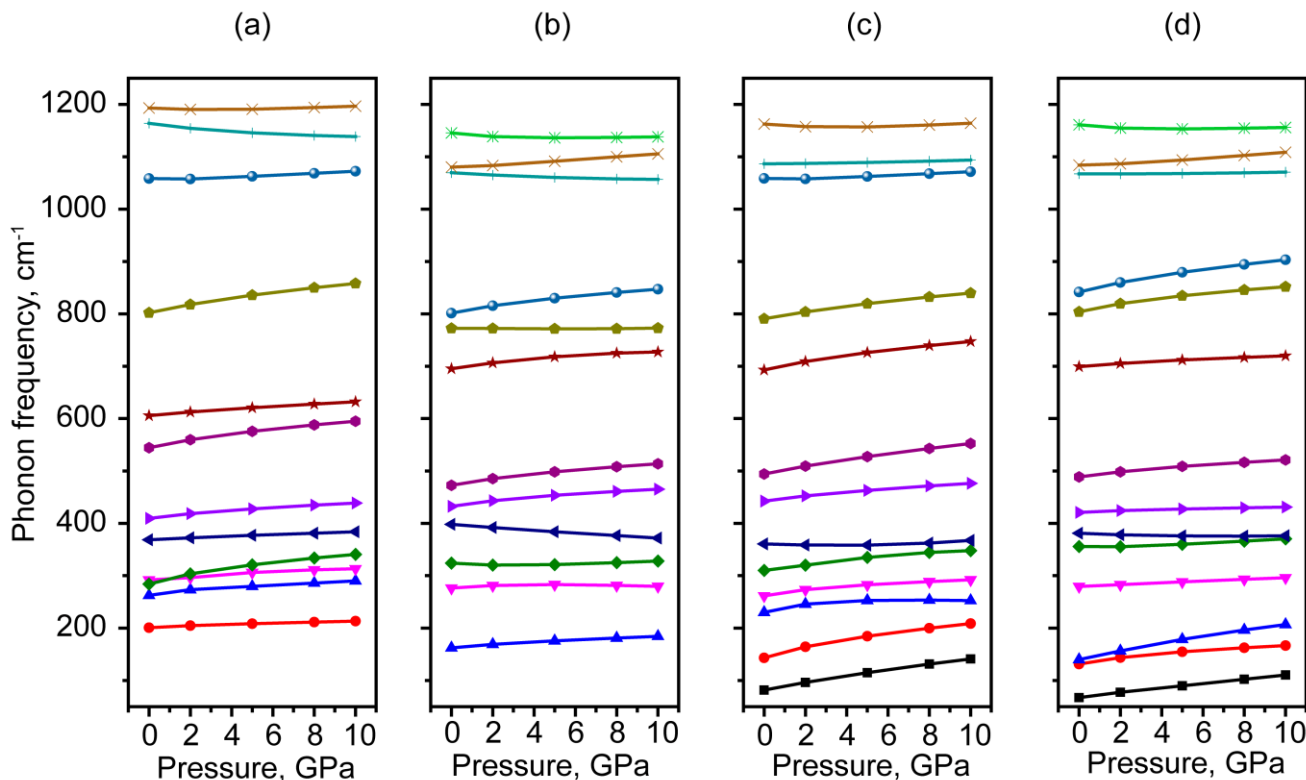 (a) (b) (c) (d)
Phonon frequency, cm⁻¹
1200
1000
800
600
400
200
0 2 4 6 8 10 0 2 4 6 8 10 0 2 4 6 8 10 0 2 4 6 8 10
Pressure, GPa Pressure, GPa Pressure, GPa Pressure, GPa